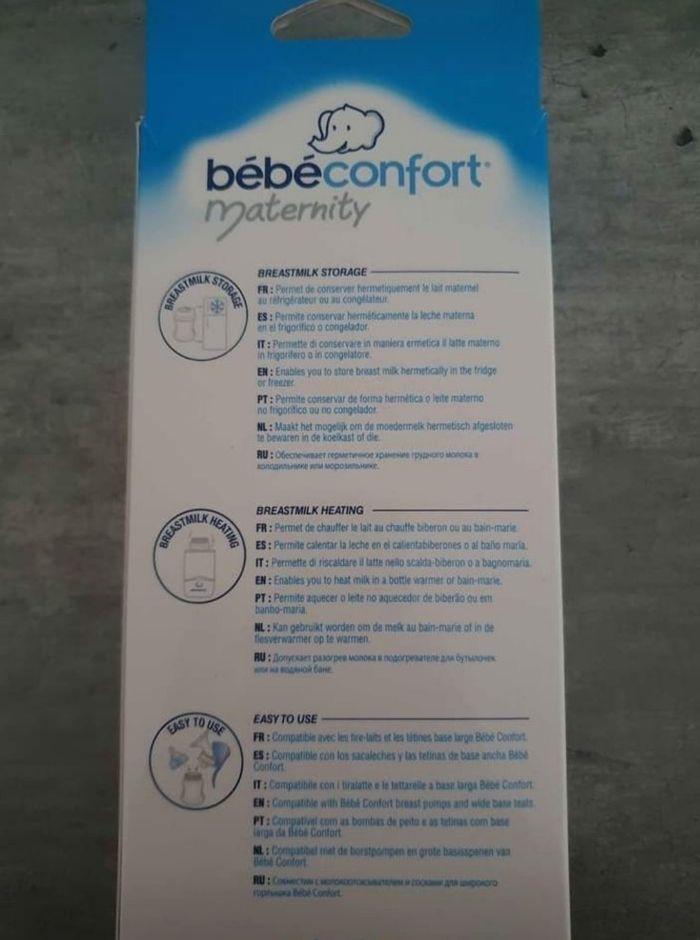 bébéconfort®
maternity
BREASTMILK STORAGE
BREASTMILK STORAGE
FR : Permet de conserver hermetiquement le lait maternel
au réfrigérateur ou au congélateur.
ES : Permite conservar herméticamente la leche materna
en el frigorífico o congelador.
IT : Permette di conservare in maniera ermetica il latte materno
in frigorifero o in congelatore.
EN : Enables you to store breast milk hermetically in the fridge
or freezer.
PT : Permite conservar de forma hermética o leite materno
no frigorífico ou no congelador.
NL : Maakt het mogelijk om de moedermelk hermetisch afgesloten
te bewaren in de koelkast of die.
RU : Обеспечивает герметичное хранение грудного молока в
холодильнике или морозильнике.
BREASTMILK HEATING
BREASTMILK HEATING
FR : Permet de chauffer le lait au chauffe biberon ou au bain-marie.
ES : Permite calentar la leche en el calientabiberones o al baño maría.
IT : Permette di riscaldare il latte nello scalda-biberon o a bagnomaria.
EN : Enables you to heat milk in a bottle warmer or bain-marie.
PT : Permite aquecer o leite no aquecedor de biberão ou em
banho-maria.
NL : Kan gebruikt worden om de melk au bain-marie of in de
flesverwarmer op te warmen.
RU : Допускает разогрев молока в подогревателе для бутылочек
или на водяной бане.
EASY TO USE
EASY TO USE
FR : Compatible avec les tire-laits et les tétines base large Bébé Confort.
ES : Compatible con los sacaleches y las tetinas de base ancha Bébé
Confort.
IT : Compatibile con i tiralatte e le tettarelle a base larga Bébé Confort.
EN : Compatible with Bébé Confort breast pumps and wide base teats.
PT : Compatível com as bombas de peito e as tetinas com base
larga da Bébé Confort.
NL : Compatibel met de borstpompen en grote basisspenen van
Bébé Confort.
RU : Совместим с молокоотсасывателем и сосками для широкого
горлышка Bébé Confort.